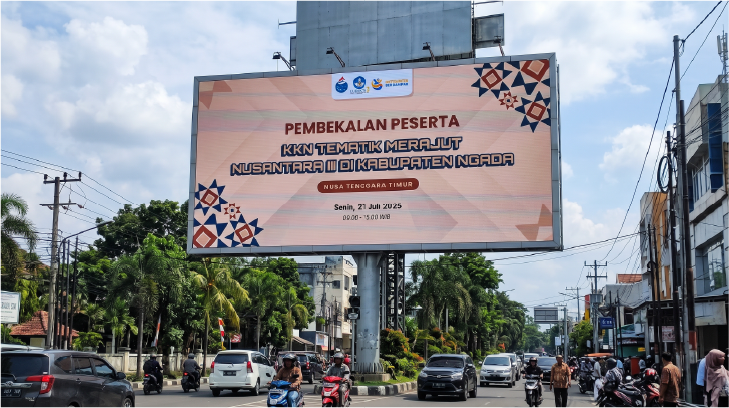 PEMBEKALAN PESERTA
KKN TEMATIK MERAJUT
NUSANTARA III DI KABUPATEN NGADA
NUSA TENGGARA TIMUR
Senin, 21 Juli 2025
09.00 - 15.00 WIB